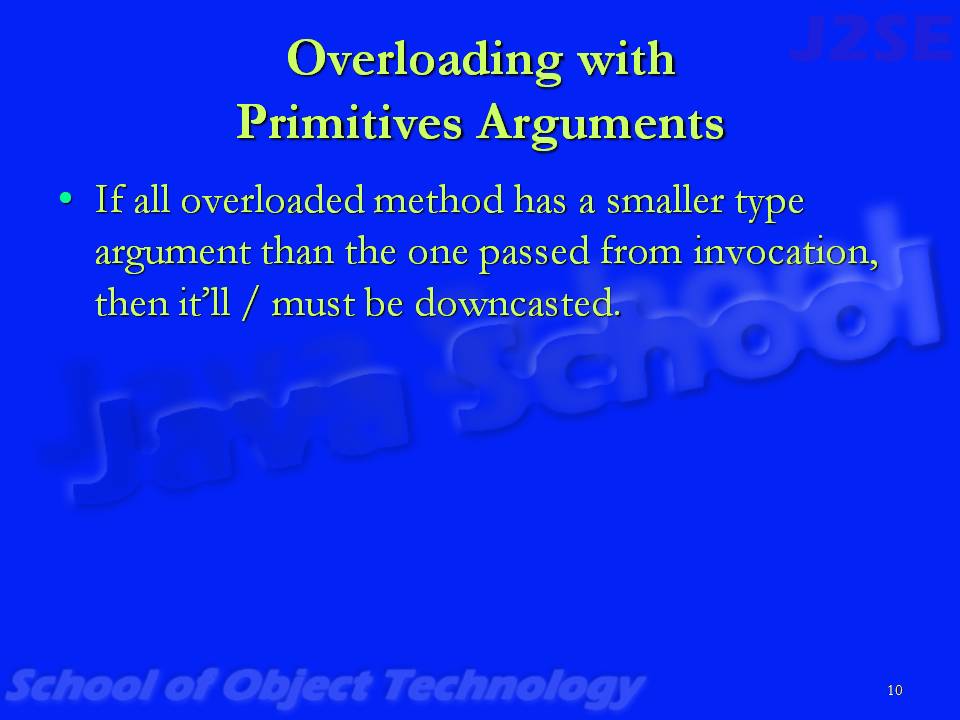 J2SE
Overloading with
Primitives Arguments
• If all overloaded method has a smaller type
argument than the one passed from invocation,
then it’ll / must be downcasted.
Java School
School of Object Technology
10